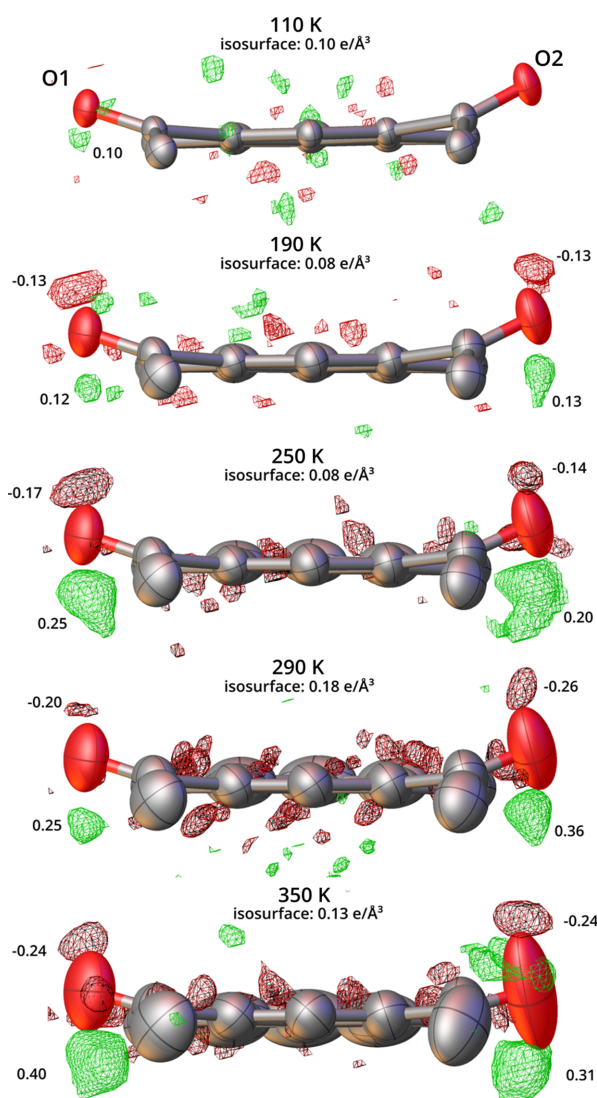 110 K
isosurface: 0.10 e/Å³
O1
O2
0.10
190 K
isosurface: 0.08 e/Å³
-0.13
-0.13
0.12
0.13
250 K
isosurface: 0.08 e/Å³
-0.17
-0.14
0.25
0.20
290 K
isosurface: 0.18 e/Å³
-0.20
-0.26
0.25
0.36
350 K
isosurface: 0.13 e/Å³
-0.24
-0.24
0.40
0.31